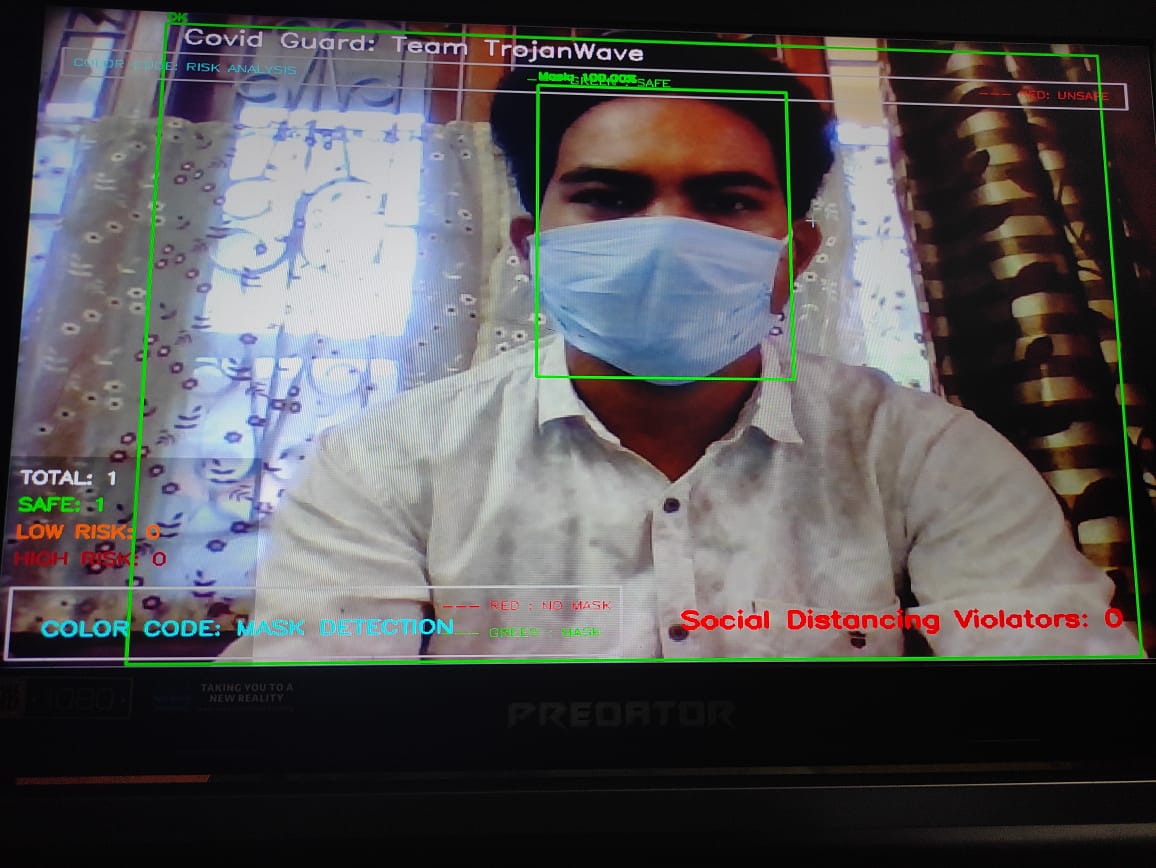 OK
Covid Guard: Team TrojanWave
COLOR CODE: RISK ANALYSIS
--- GREEN : SAFE
--- RED: UNSAFE
Mask: 100.00%
TOTAL: 1
SAFE: 1
LOW RISK: 0
HIGH RISK: 0
--- RED : NO MASK
COLOR CODE: MASK DETECTION
--- GREEN : MASK
Social Distancing Violators: 0
1080
TAKING YOU TO A
NEW REALITY
PREDATOR